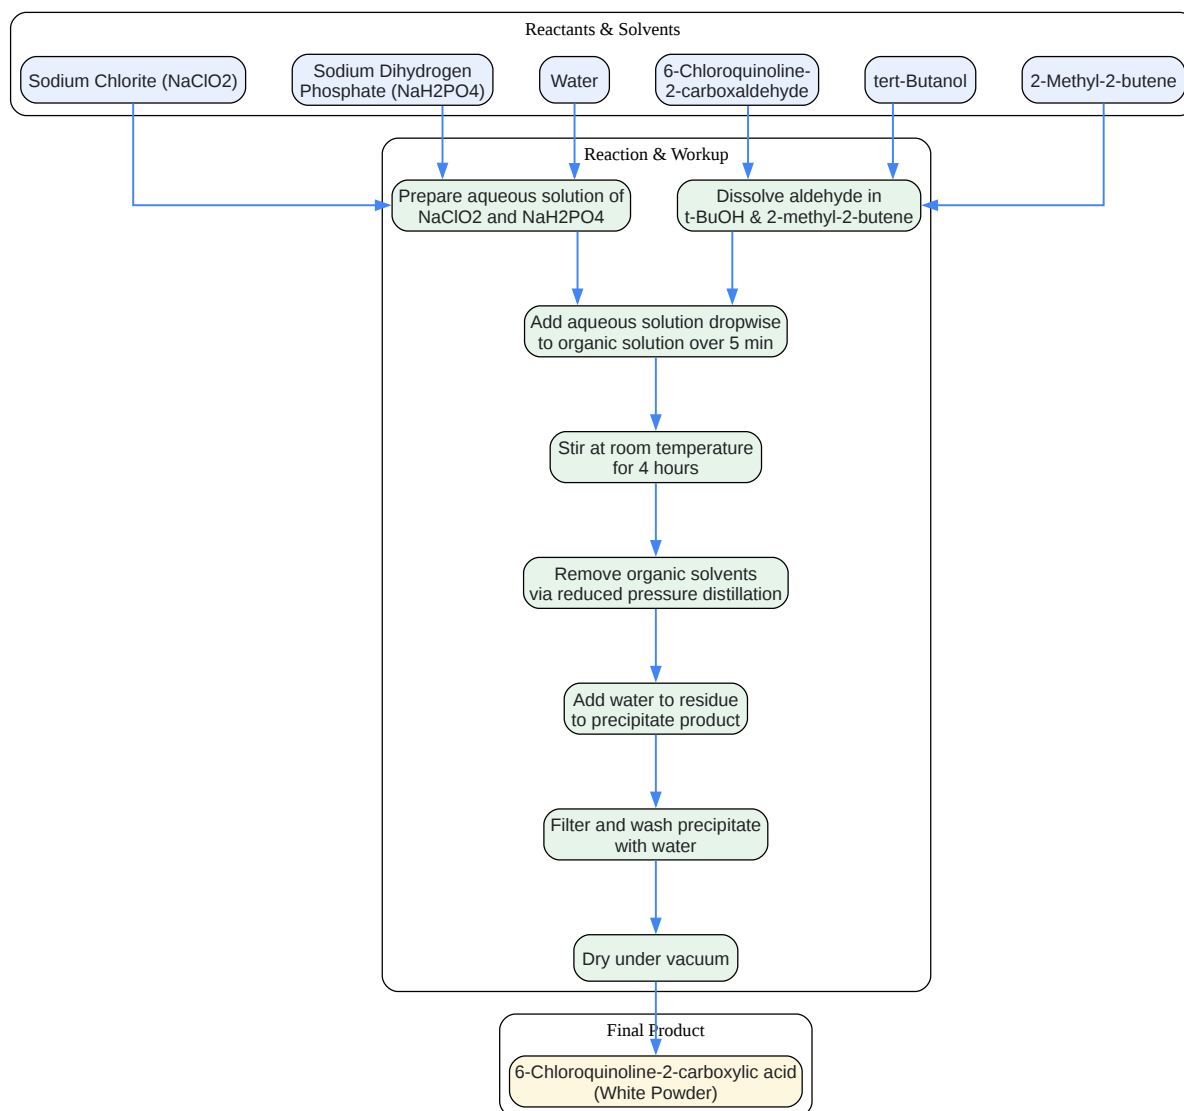 Reactants & Solvents
Sodium Chlorite (NaClO2)
Sodium Dihydrogen
Phosphate (NaH2PO4)
Water
6-Chloroquinoline-
2-carboxaldehyde
tert-Butanol
2-Methyl-2-butene
Reaction & Workup
Prepare aqueous solution of
NaClO2 and NaH2PO4
Dissolve aldehyde in
t-BuOH & 2-methyl-2-butene
Add aqueous solution dropwise
to organic solution over 5 min
Stir at room temperature
for 4 hours
Remove organic solvents
via reduced pressure distillation
Add water to residue
to precipitate product
Filter and wash precipitate
with water
Dry under vacuum
Final Product
6-Chloroquinoline-2-carboxylic acid
(White Powder)